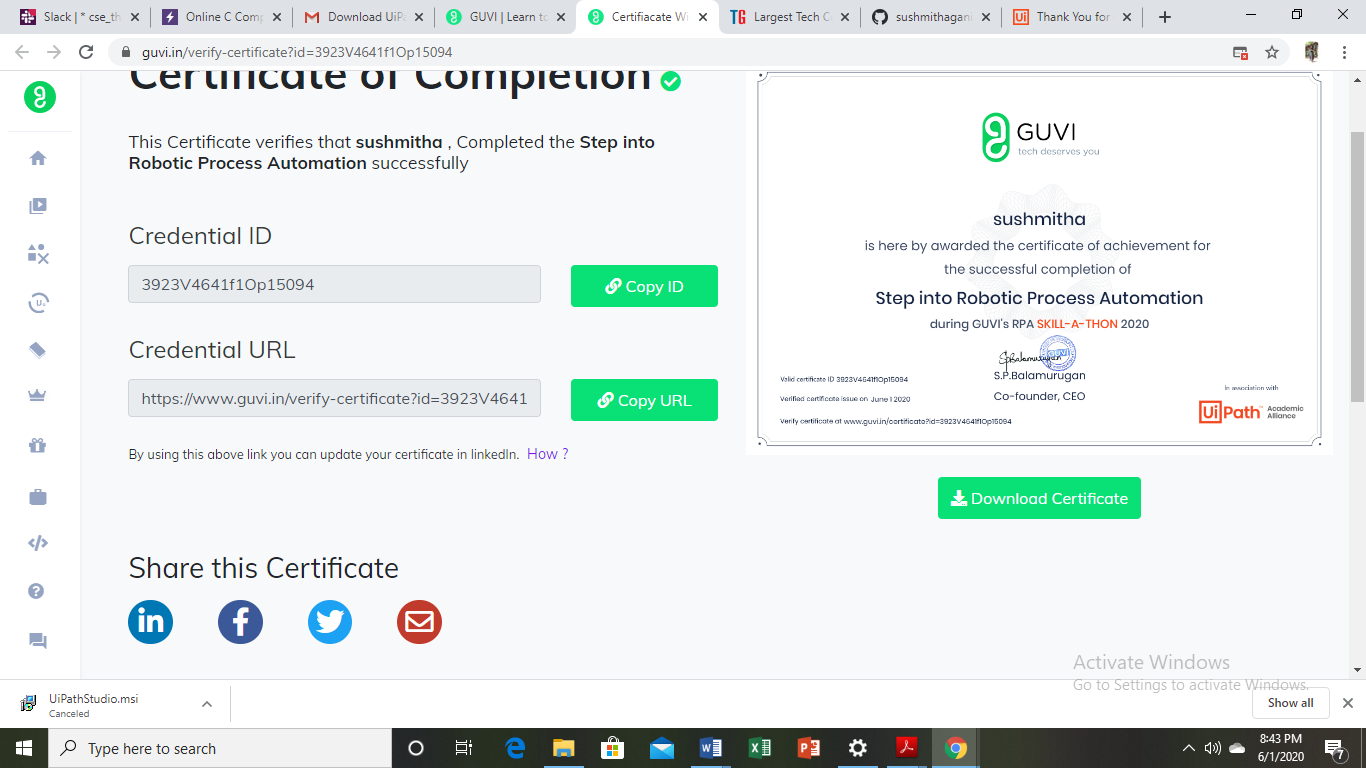 Slack | * cse_th
Online C Comp
Download UiPa
GUVI | Learn to
Certifiacate Wi
TG Largest Tech C
sushmithagan
Ui Thank You for
guvi.in/verify-certificate?id=3923V4641f1Op15094
Certificate of Completion
This Certificate verifies that sushmitha , Completed the Step into
Robotic Process Automation successfully
Credential ID
3923V4641f1Op15094
Copy ID
Credential URL
https://www.guvi.in/verify-certificate?id=3923V4641
Copy URL
By using this above link you can update your certificate in linkedIn. How ?
Share this Certificate
in
GUVI
tech deserves you
sushmitha
is here by awarded the certificate of achievement for
the successful completion of
Step into Robotic Process Automation
during GUVI's RPA SKILL-A-THON 2020
S.P.Balamurugan
S.P.Balamurugan
Co-founder, CEO
Valid certificate ID 3923V4641f1Op15094
Verified certificate issue on June 1 2020
Verify certificate at www.guvi.in/certificate?id=3923V4641f1Op15094
In association with
UiPath™ Academic
Alliance
Download Certificate
Activate Windows
Go to Settings to activate Windows.
UiPathStudio.msi
Canceled
Show all
Type here to search
8:43 PM
6/1/2020
7